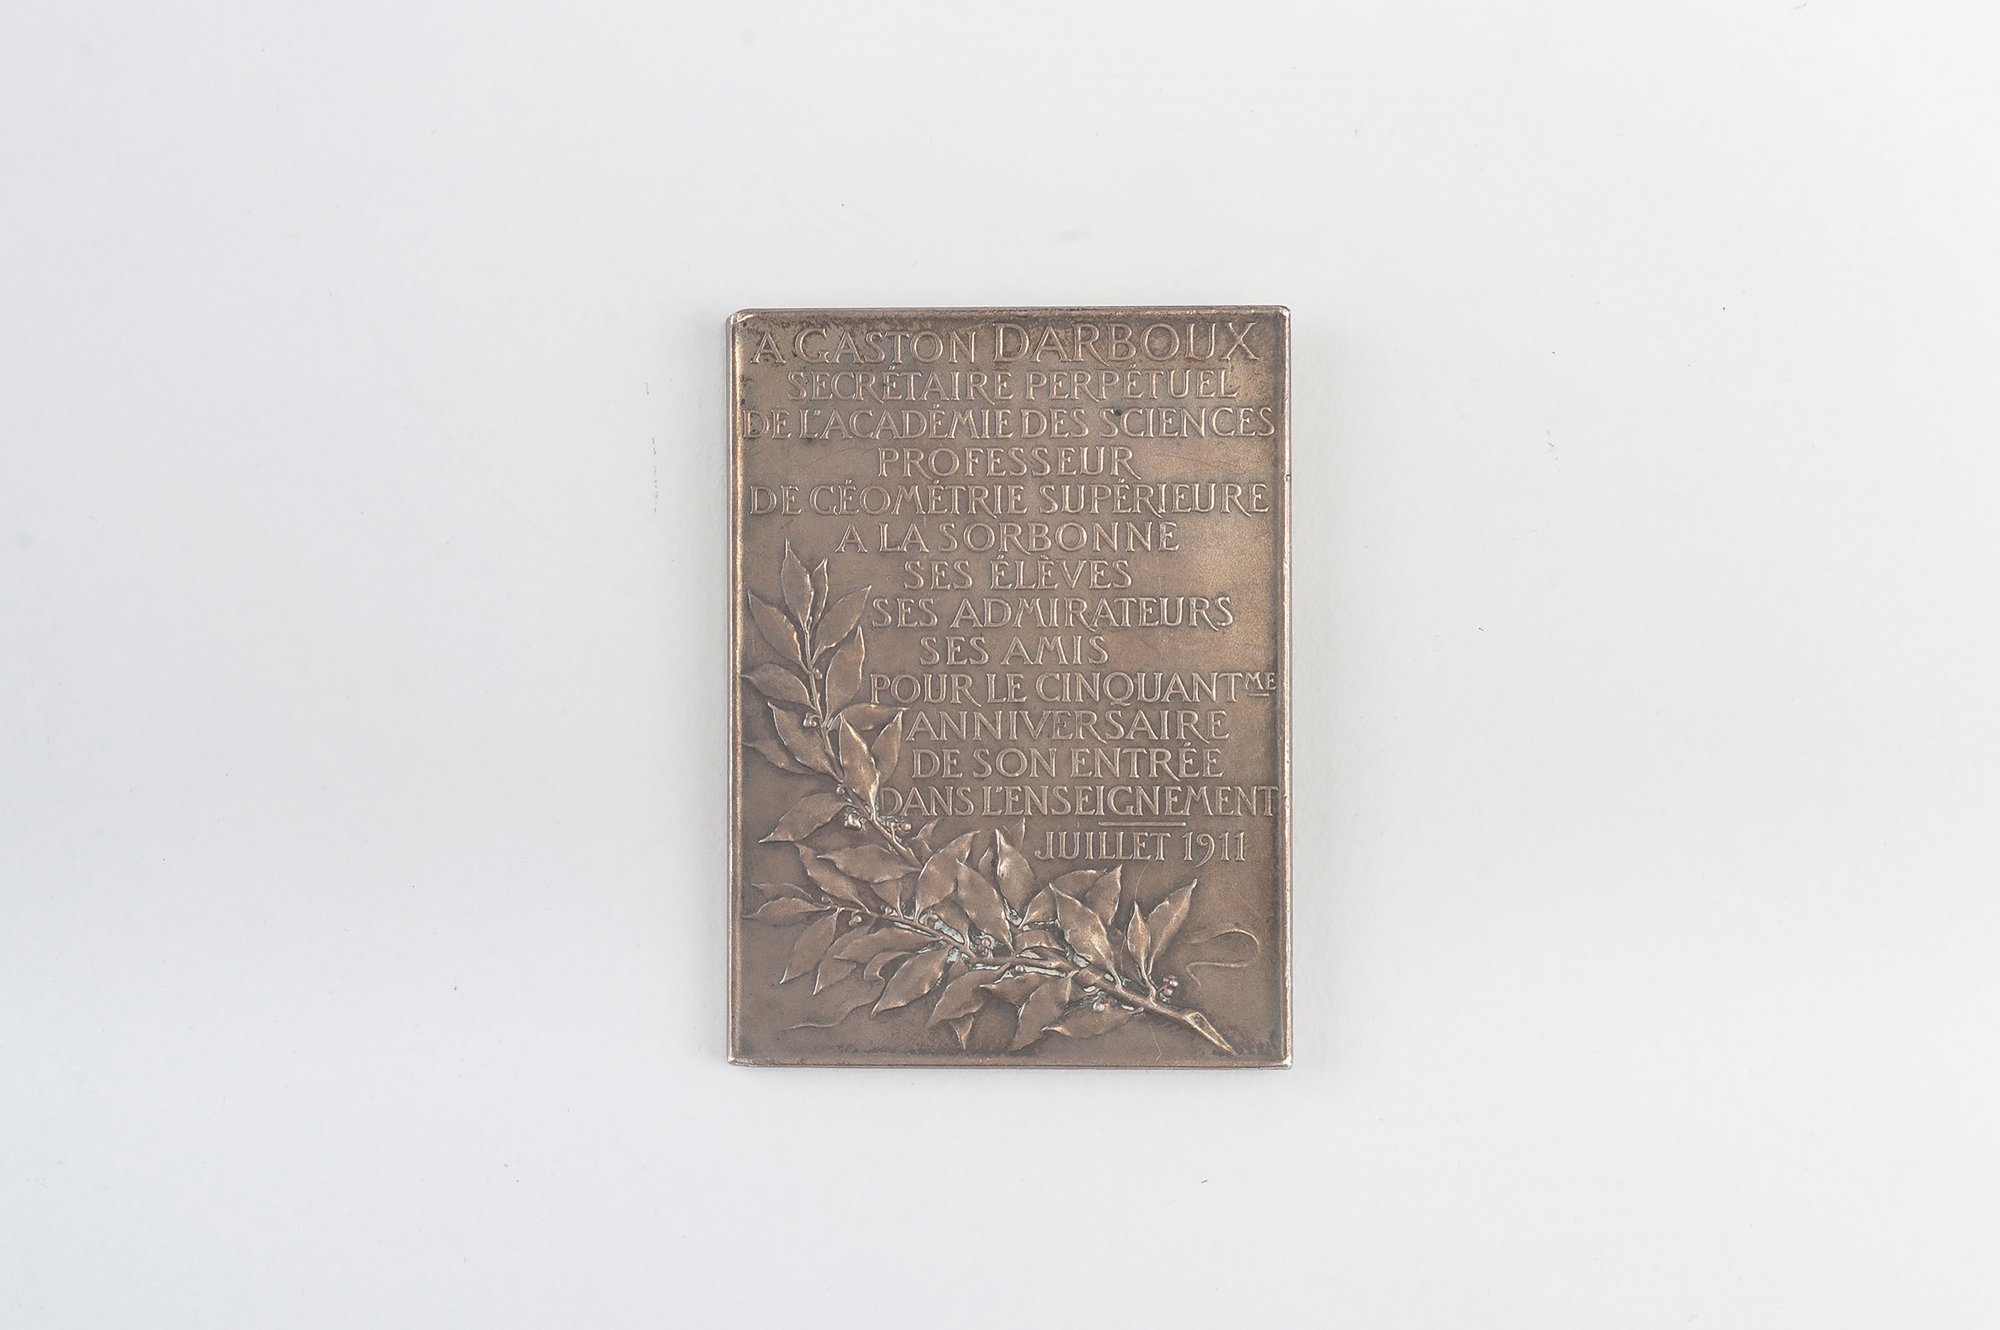 A GASTON DARBOUX
SECRÉTAIRE PERPÉTUEL
DE L'ACADÉMIE DES SCIENCES
PROFESSEUR
DE GÉOMÉTRIE SUPÉRIEURE
A LA SORBONNE
SES ÉLÈVES
SES ADMIRATEURS
SES AMIS
POUR LE CINQUANTME
ANNIVERSAIRE
DE SON ENTRÉE
DANS L'ENSEIGNEMENT
JUILLET 1911